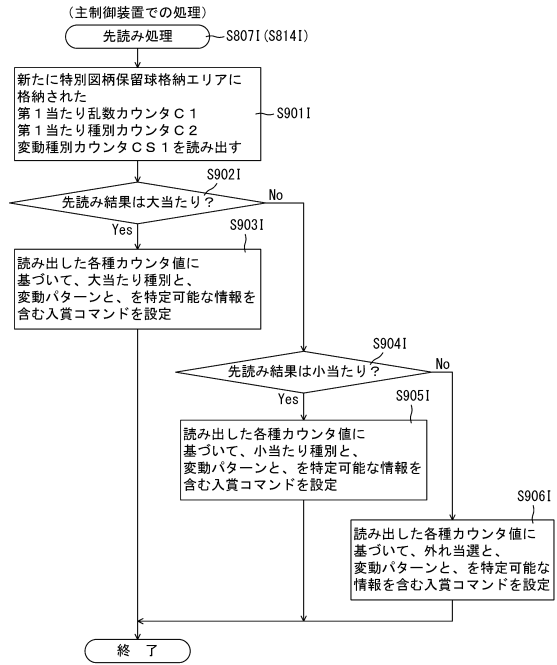 （主制御装置での処理）
先読み処理
S807I(S814I)
新たに特別図柄保留球格納エリアに
格納された
第１当たり乱数カウンタＣ１
第１当たり種別カウンタＣ２
変動種別カウンタＣＳ１を読み出す
S901I
先読み結果は大当たり？
S902I
No
Yes
S903I
読み出した各種カウンタ値に
基づいて、大当たり種別と、
変動パターンと、を特定可能な情報を
含む入賞コマンドを設定
先読み結果は小当たり？
S904I
No
Yes
S905I
読み出した各種カウンタ値に
基づいて、小当たり種別と、
変動パターンと、を特定可能な情報を
含む入賞コマンドを設定
S906I
読み出した各種カウンタ値に
基づいて、外れ当選と、
変動パターンと、を特定可能な
情報を含む入賞コマンドを設定
終　了